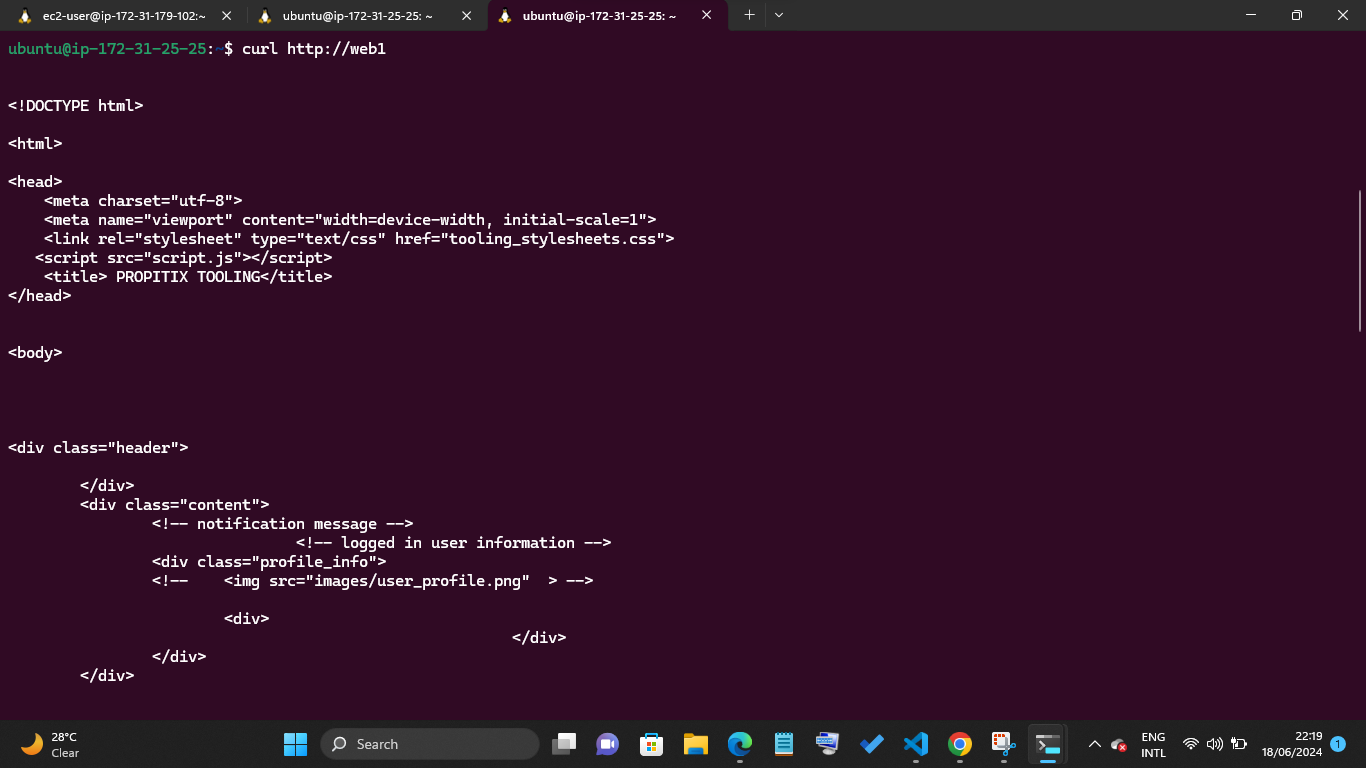 ec2-user@ip-172-31-179-102:~
ubuntu@ip-172-31-25-25: ~
ubuntu@ip-172-31-25-25: ~
ubuntu@ip-172-31-25-25:~$ curl http://web1
<!DOCTYPE html>
<html>
<head>
    <meta charset="utf-8">
    <meta name="viewport" content="width=device-width, initial-scale=1">
    <link rel="stylesheet" type="text/css" href="tooling_stylesheets.css">
   <script src="script.js"></script>
    <title> PROPITIX TOOLING</title>
</head>
<body>
<div class="header">
        </div>
        <div class="content">
                <!-- notification message -->
                                <!-- logged in user information -->
                <div class="profile_info">
                <!--    <img src="images/user_profile.png"  > -->
                        <div>
                                                        </div>
                </div>
        </div>
28°C
Clear
Search
ENG
INTL
22:19
18/06/2024
1